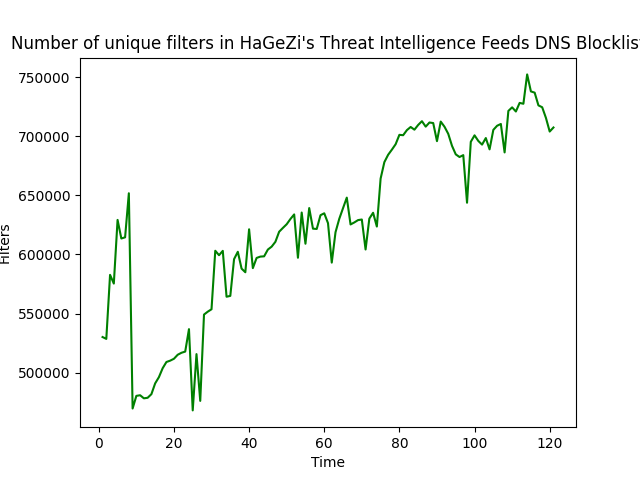 Number of unique filters in HaGeZi's Threat Intelligence Feeds DNS Blocklist
750000
700000
650000
600000
550000
500000
Filters
0 20 40 60 80 100 120
Time